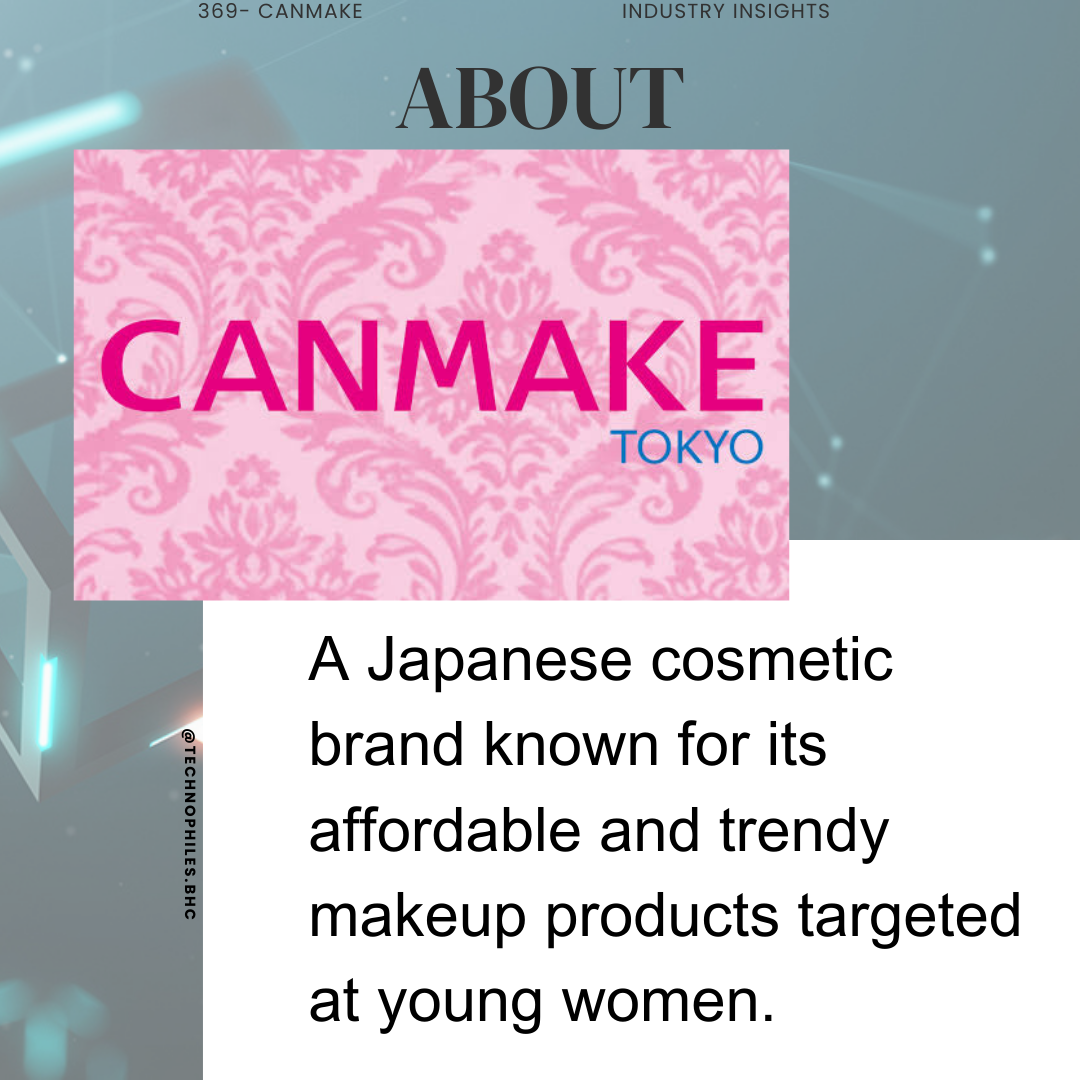 369- CANMAKE
INDUSTRY INSIGHTS
ABOUT
CANMAKE
TOKYO
A Japanese cosmetic
brand known for its
affordable and trendy
makeup products targeted
at young women.
@TECHNOPHILES.BHC